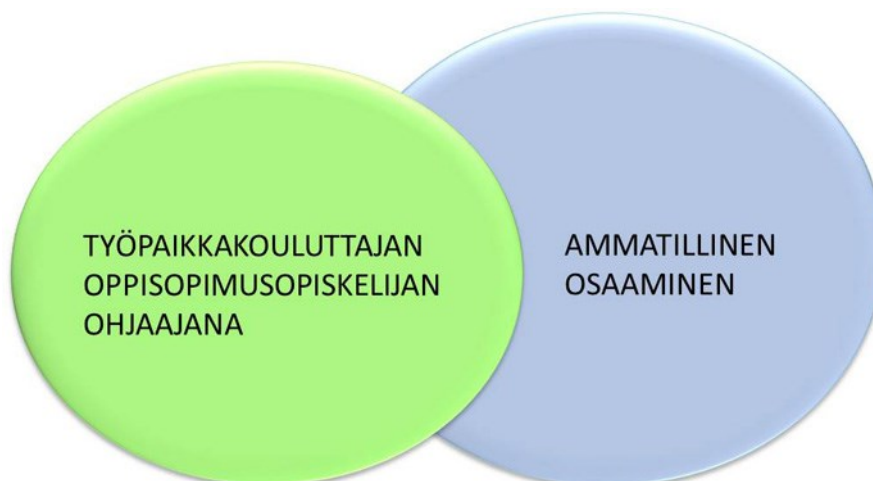 TYÖPAIKKAKOULUTTAJAN
OPPISOPIMUSOPISKELIJAN
OHJAAJANA
AMMATILLINEN
OSAAMINEN